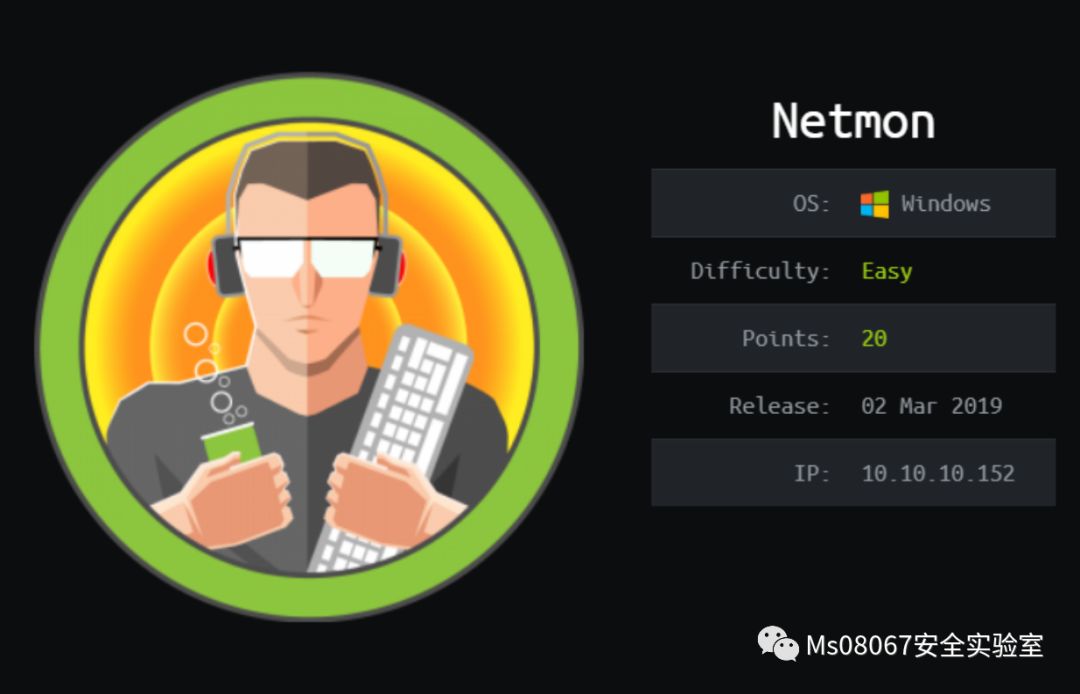 Netmon
OS: Windows
Difficulty: Easy
Points: 20
Release: 02 Mar 2019
IP: 10.10.10.152
Ms08067安全实验室